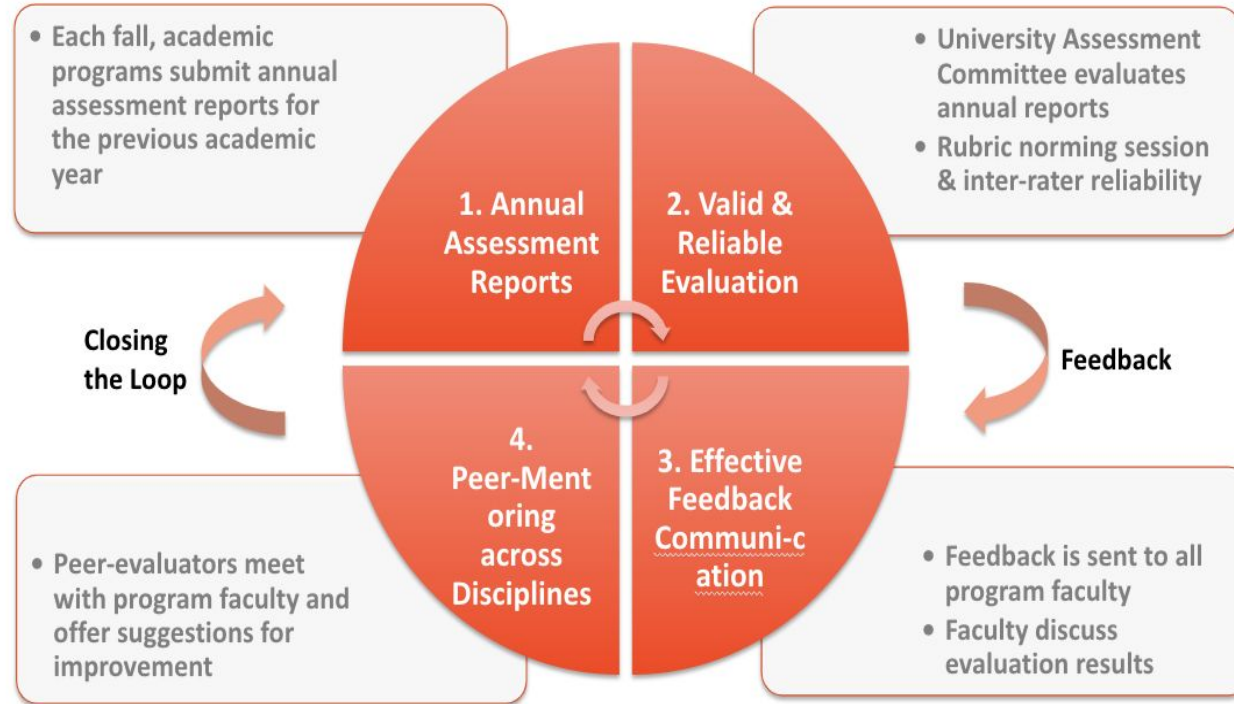 • Each fall, academic
programs submit annual
assessment reports for
the previous academic
year
• University Assessment
Committee evaluates
annual reports
• Rubric norming session
& inter-rater reliability
1. Annual
Assessment
Reports
2. Valid &
Reliable
Evaluation
Closing
the Loop
Feedback
4.
Peer-Ment
oring
across
Disciplines
3. Effective
Feedback
Communi-c
ation
• Peer-evaluators meet
with program faculty and
offer suggestions for
improvement
• Feedback is sent to all
program faculty
• Faculty discuss
evaluation results